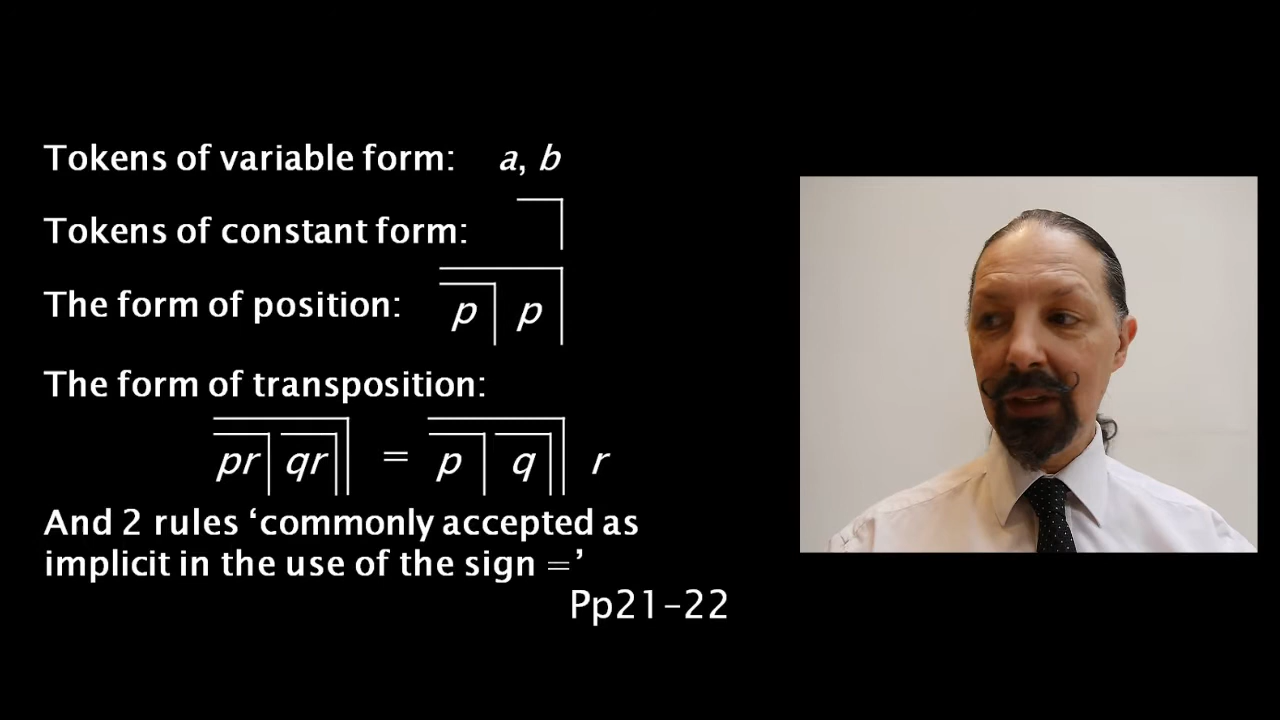 Tokens of variable form: a, b
Tokens of constant form: ⏋
The form of position: p p
The form of transposition:
pr qr = p q r
And 2 rules ‘commonly accepted as
implicit in the use of the sign =’
Pp21-22